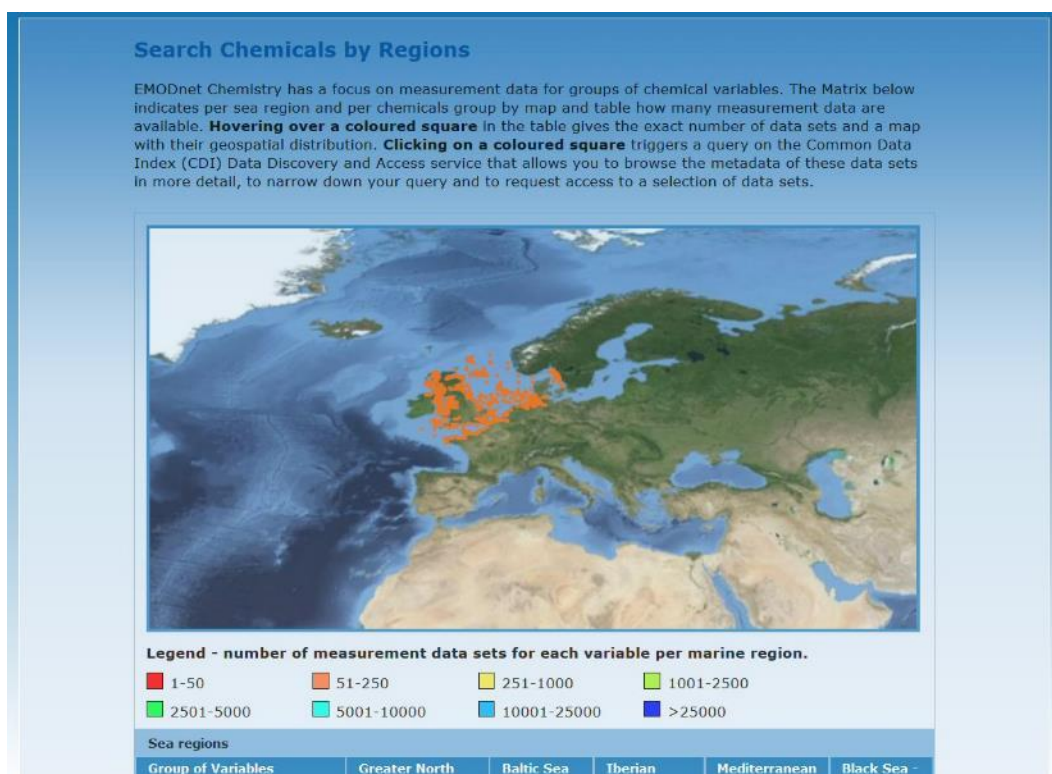 Search Chemicals by Regions
EMODnet Chemistry has a focus on measurement data for groups of chemical variables. The Matrix below
indicates per sea region and per chemicals group by map and table how many measurement data are
available. Hovering over a coloured square in the table gives the exact number of data sets and a map
with their geospatial distribution. Clicking on a coloured square triggers a query on the Common Data
Index (CDI) Data Discovery and Access service that allows you to browse the metadata of these data sets
in more detail, to narrow down your query and to request access to a selection of data sets.
Legend - number of measurement data sets for each variable per marine region.
1-50 51-250 251-1000 1001-2500
2501-5000 5001-10000 10001-25000 >25000
Sea regions
Group of Variables Greater North Baltic Sea Iberian Mediterranean Black Sea -